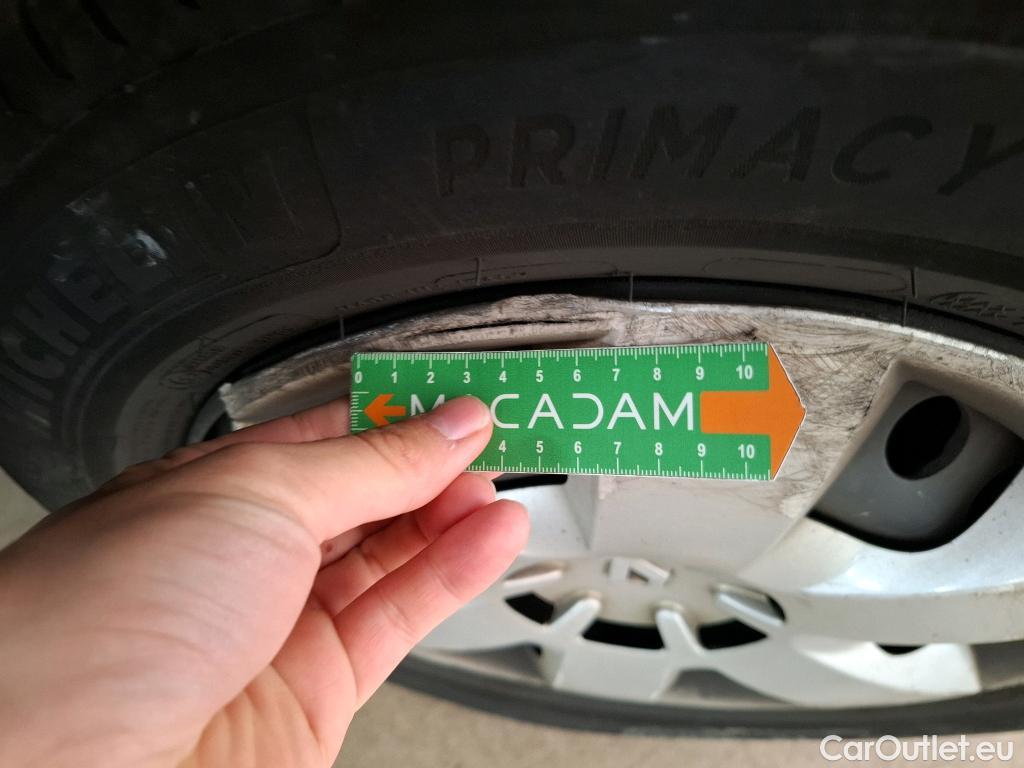 PRIMACY
MICHELIN
0 1 2 3 4 5 6 7 8 9 10
CADAM
4 5 6 7 8 9 10
CarOutlet.eu